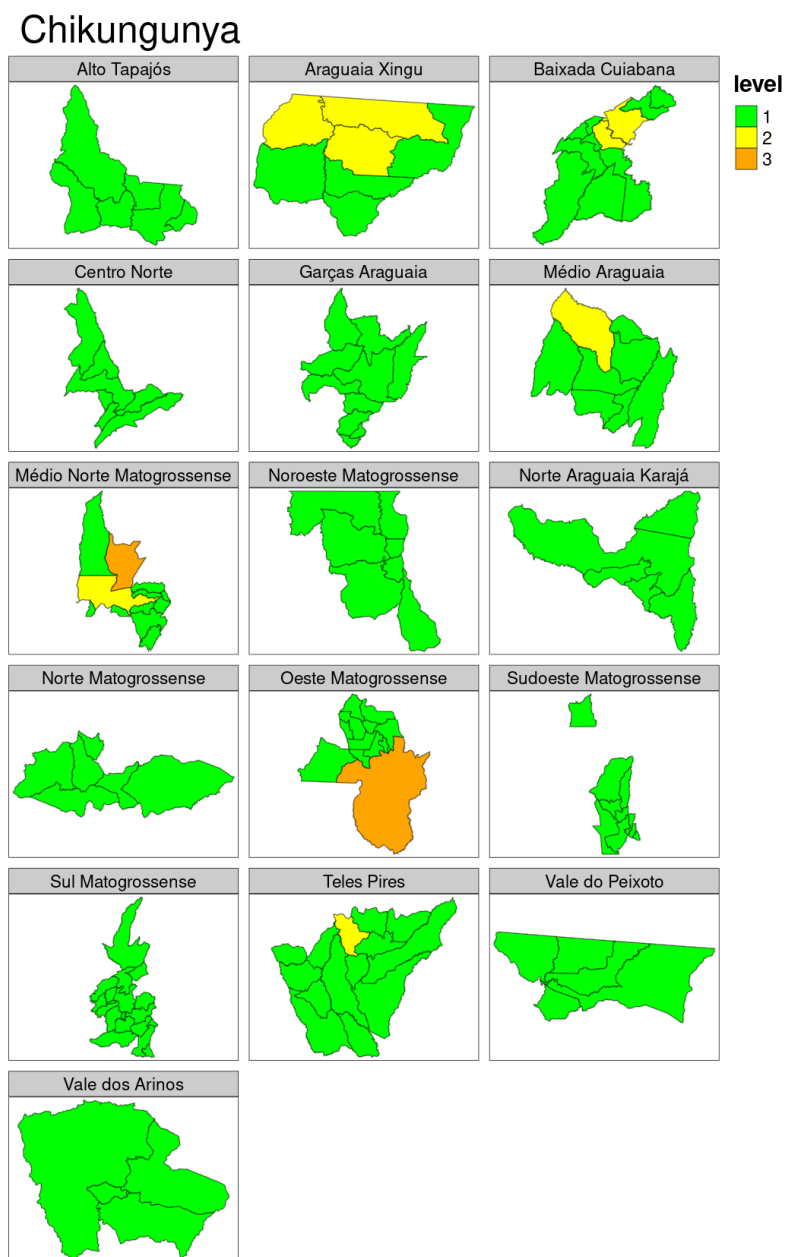 Chikungunya
Alto Tapajós
Araguaia Xingu
Baixada Cuiabana
level
1
2
3
Centro Norte
Garças Araguaia
Médio Araguaia
Médio Norte Matogrossense
Noroeste Matogrossense
Norte Araguaia Karajá
Norte Matogrossense
Oeste Matogrossense
Sudoeste Matogrossense
Sul Matogrossense
Teles Pires
Vale do Peixoto
Vale dos Arinos